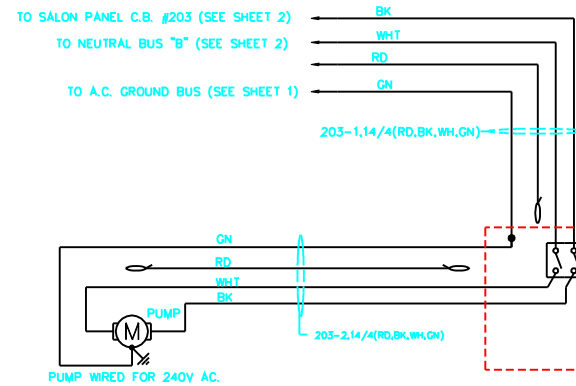 TO SALON PANEL C.B. #203 (SEE SHEET 2)
BK
TO NEUTRAL BUS "B" (SEE SHEET 2)
WHT
RD
TO A.C. GROUND BUS (SEE SHEET 1)
GN
203-1,14/4(RD,BK,WH,GN)
GN
RD
WHT
BK
PUMP
M
203-2,14/4(RD,BK,WH,GN)
PUMP WIRED FOR 240V AC.